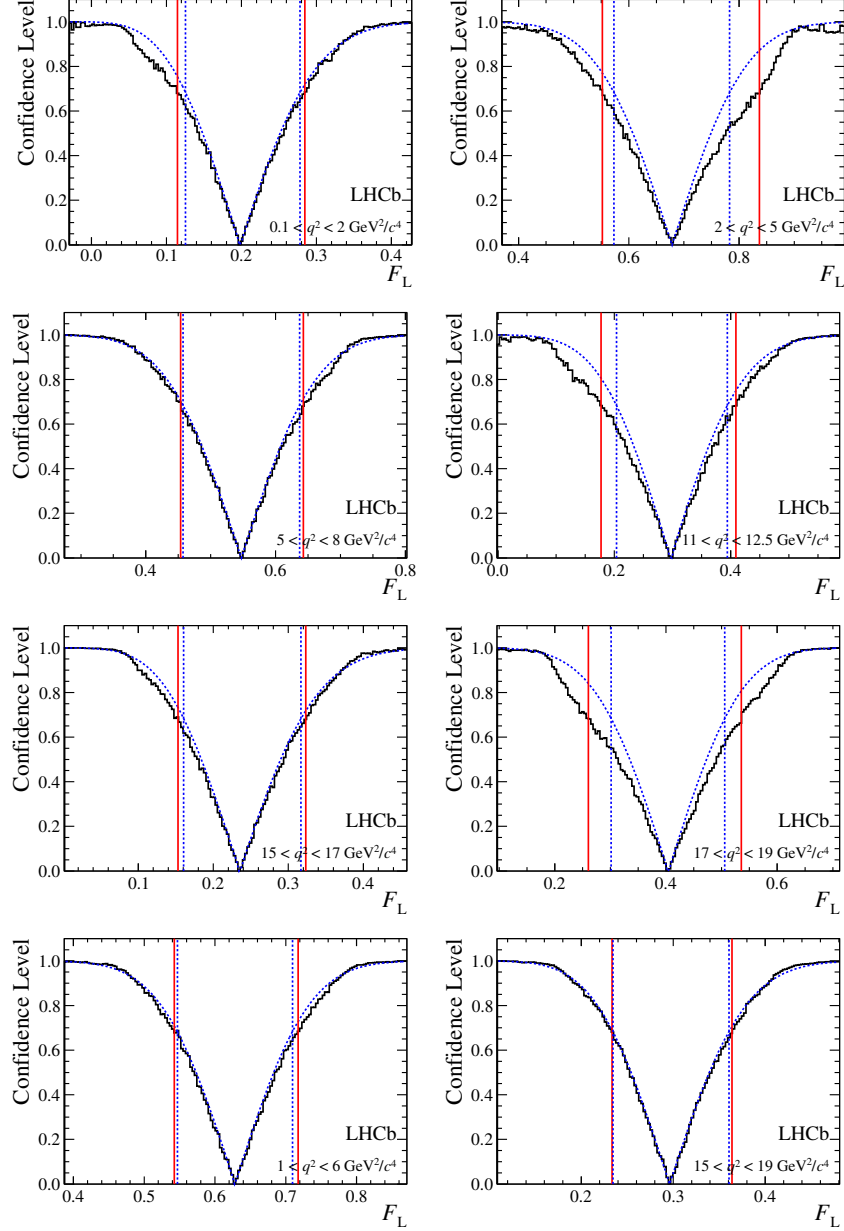 Confidence Level
1.0
0.8
0.6
0.4
0.2
0.0
LHCb
0.1 < q² < 2 GeV²/c⁴
0.0 0.1 0.2 0.3 0.4
F_L
Confidence Level
1.0
0.8
0.6
0.4
0.2
0.0
LHCb
2 < q² < 5 GeV²/c⁴
0.4 0.6 0.8
F_L
Confidence Level
1.0
0.8
0.6
0.4
0.2
0.0
LHCb
5 < q² < 8 GeV²/c⁴
0.4 0.6 0.8
F_L
Confidence Level
1.0
0.8
0.6
0.4
0.2
0.0
LHCb
11 < q² < 12.5 GeV²/c⁴
0.0 0.2 0.4
F_L
Confidence Level
1.0
0.8
0.6
0.4
0.2
0.0
LHCb
15 < q² < 17 GeV²/c⁴
0.1 0.2 0.3 0.4
F_L
Confidence Level
1.0
0.8
0.6
0.4
0.2
0.0
LHCb
17 < q² < 19 GeV²/c⁴
0.2 0.4 0.6
F_L
Confidence Level
1.0
0.8
0.6
0.4
0.2
0.0
LHCb
1 < q² < 6 GeV²/c⁴
0.4 0.5 0.6 0.7 0.8
F_L
Confidence Level
1.0
0.8
0.6
0.4
0.2
0.0
LHCb
15 < q² < 19 GeV²/c⁴
0.2 0.3 0.4
F_L